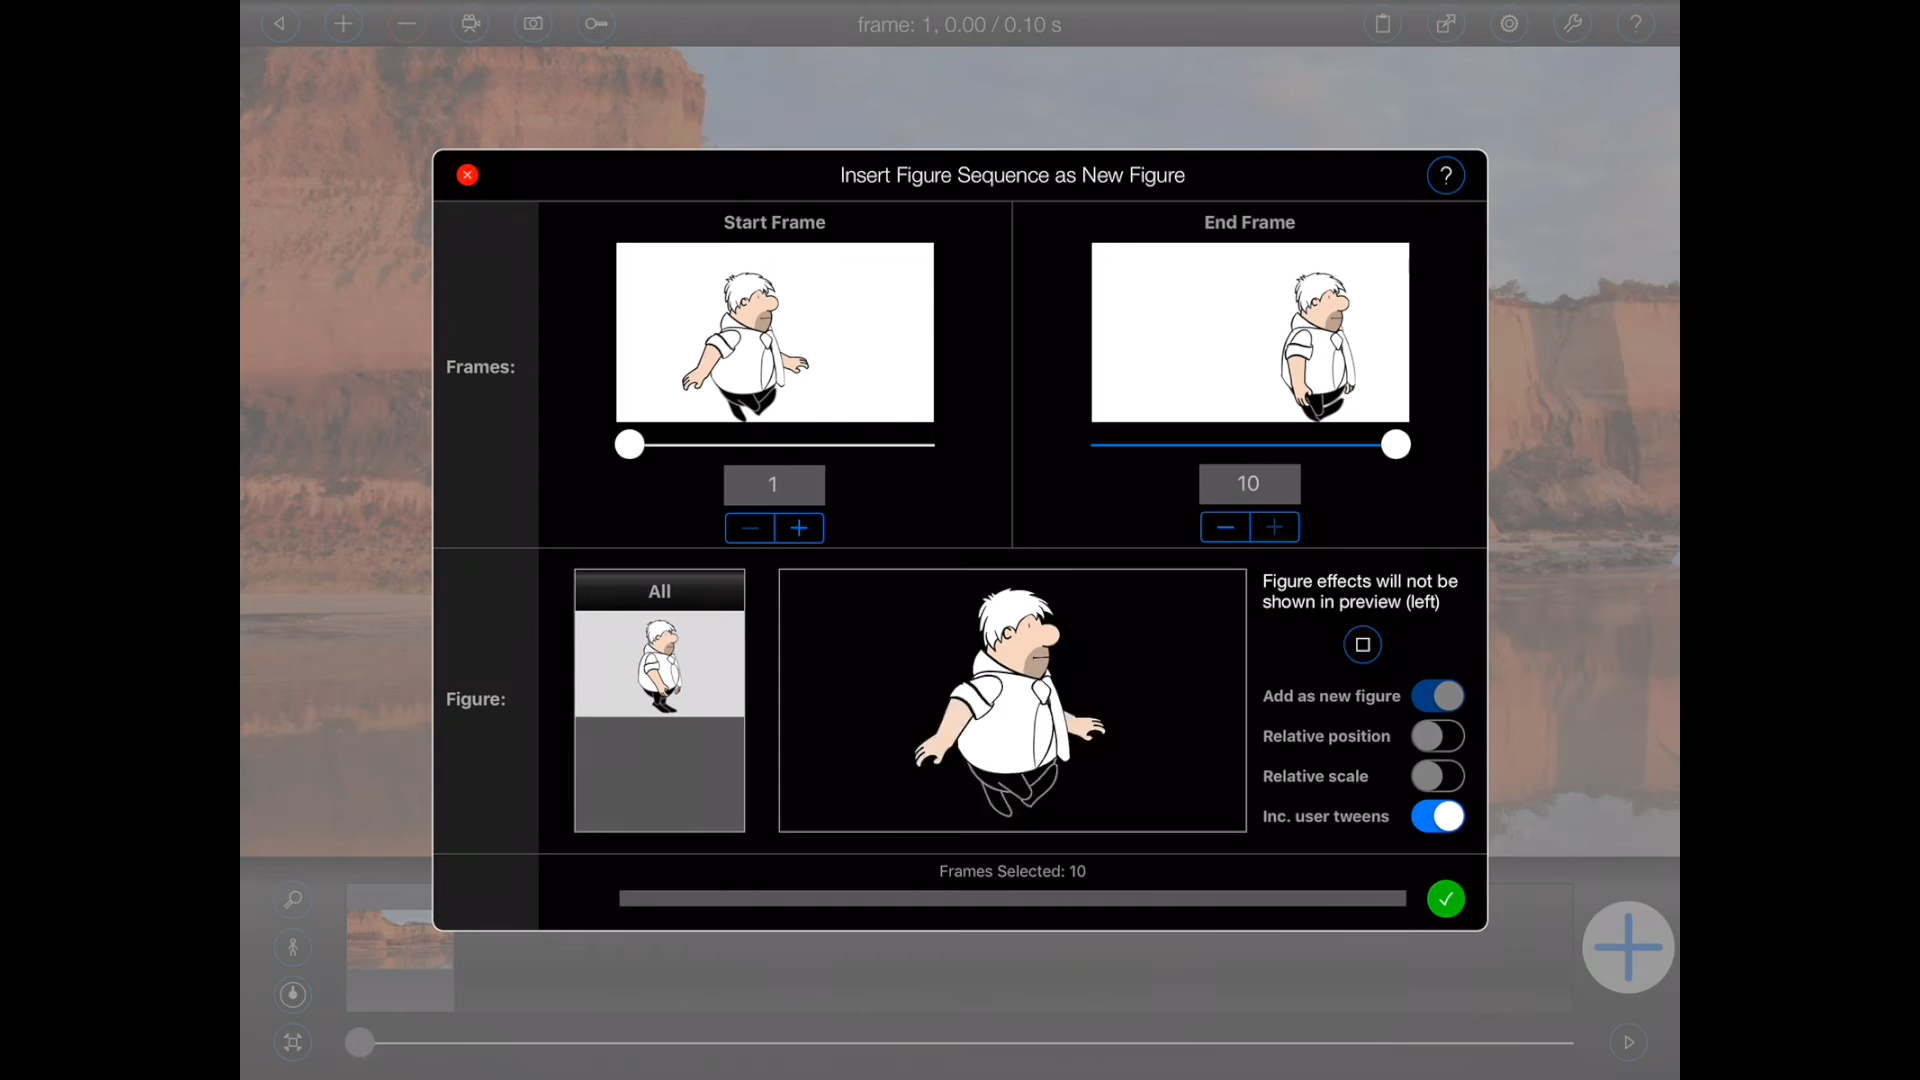 frame: 1, 0.00 / 0.10 s
?
Insert Figure Sequence as New Figure
?
Start Frame
End Frame
Frames:
1
10
All
Figure effects will not be
shown in preview (left)
Add as new figure
Figure:
Relative position
Relative scale
Inc. user tweens
Frames Selected: 10